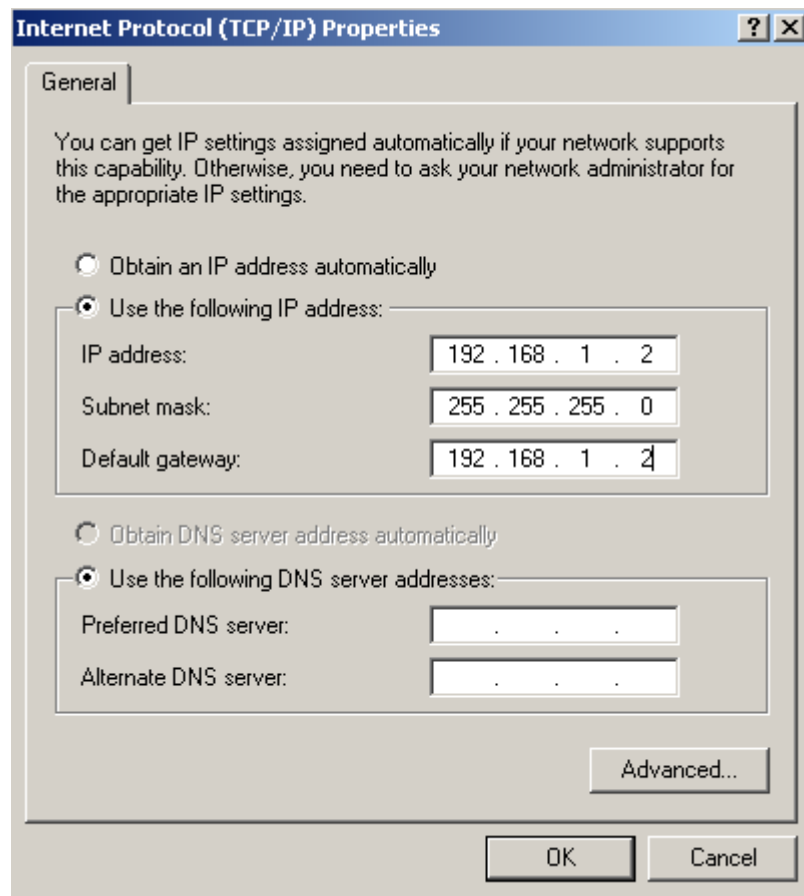 Internet Protocol (TCP/IP) Properties
General
You can get IP settings assigned automatically if your network supports
this capability. Otherwise, you need to ask your network administrator for
the appropriate IP settings.
Obtain an IP address automatically
Use the following IP address:
IP address: 192 . 168 . 1 . 2
Subnet mask: 255 . 255 . 255 . 0
Default gateway: 192 . 168 . 1 . 2
Obtain DNS server address automatically
Use the following DNS server addresses:
Preferred DNS server: . . .
Alternate DNS server: . . .
Advanced...
OK Cancel